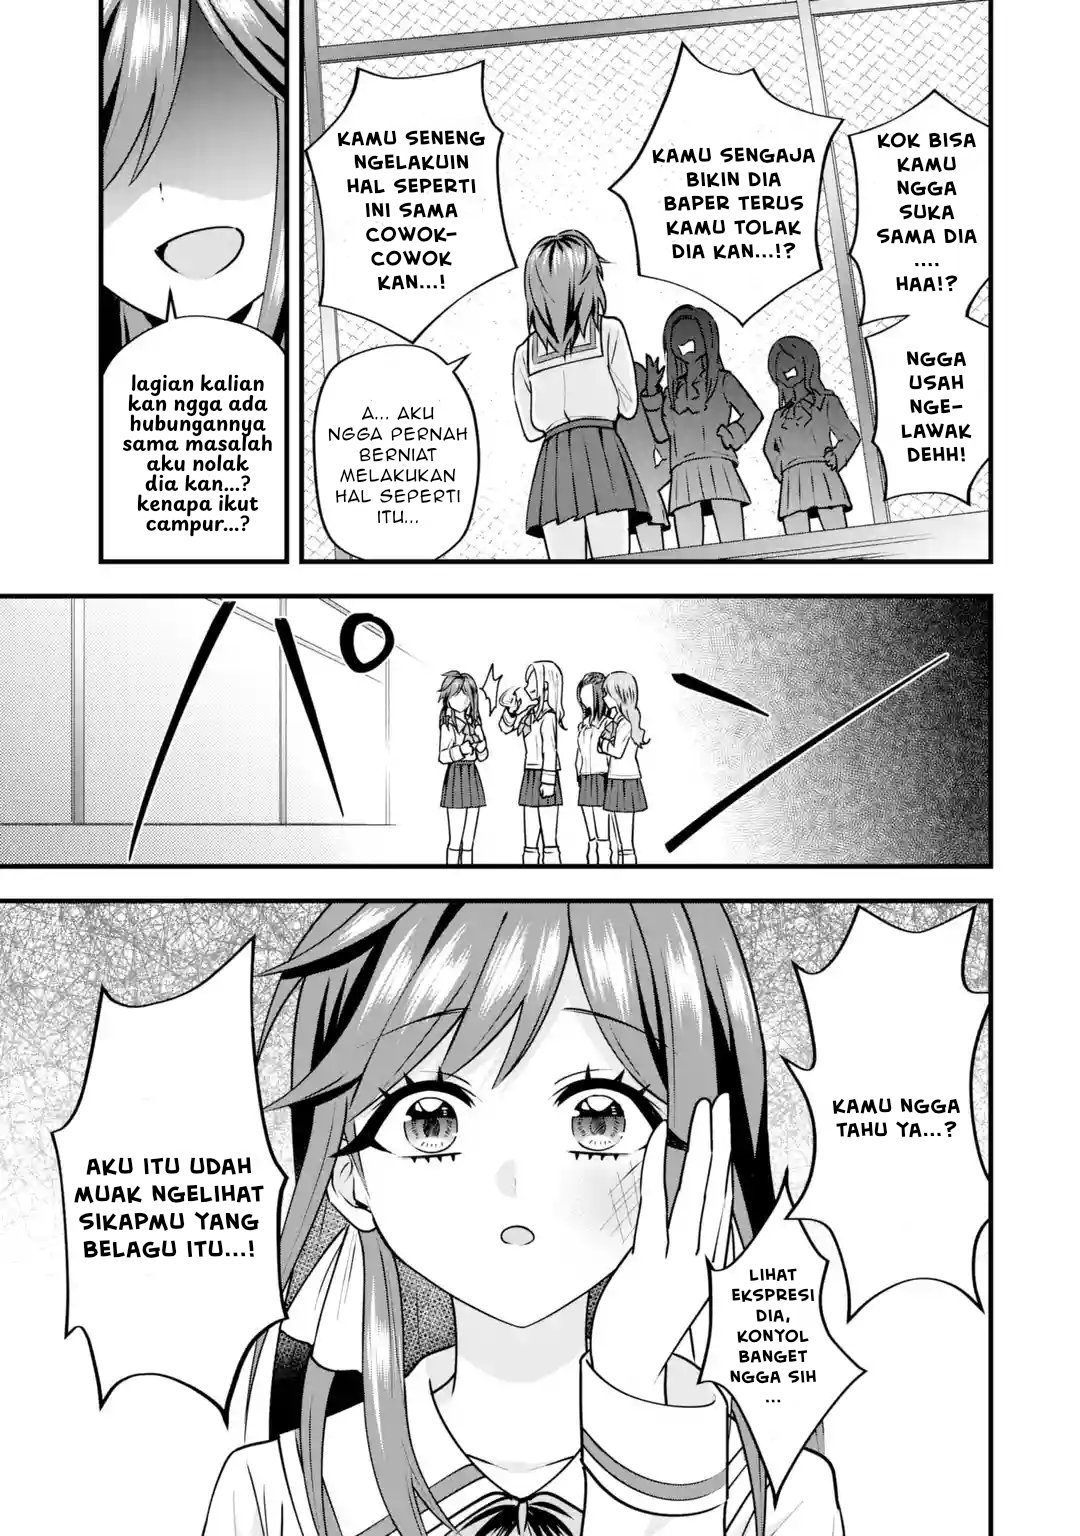 KOK BISA
KAMU
NGGA
SUKA
SAMA DIA
....
HAA!?
NGGA
USAH
NGE-
LAWAK
DEHH!
KAMU SENGAJA
BIKIN DIA
BAPER TERUS
KAMU TOLAK
DIA KAN...!?
KAMU SENENG
NGELAKUIN
HAL SEPERTI
INI SAMA
COWOK-
COWOK
KAN...!
A... AKU
NGGA PERNAH
BERNIAT
MELAKUKAN
HAL SEPERTI
ITU...
lagian kalian
kan ngga ada
hubungannya
sama masalah
aku nolak
dia kan...?
kenapa ikut
campur...?
パン
KAMU NGGA
TAHU YA...?
LIHAT
EKSPRESI
DIA,
KONYOL
BANGET
NGGA SIH
...
AKU ITU UDAH
MUAK NGELIHAT
SIKAPMU YANG
BELAGU ITU...!